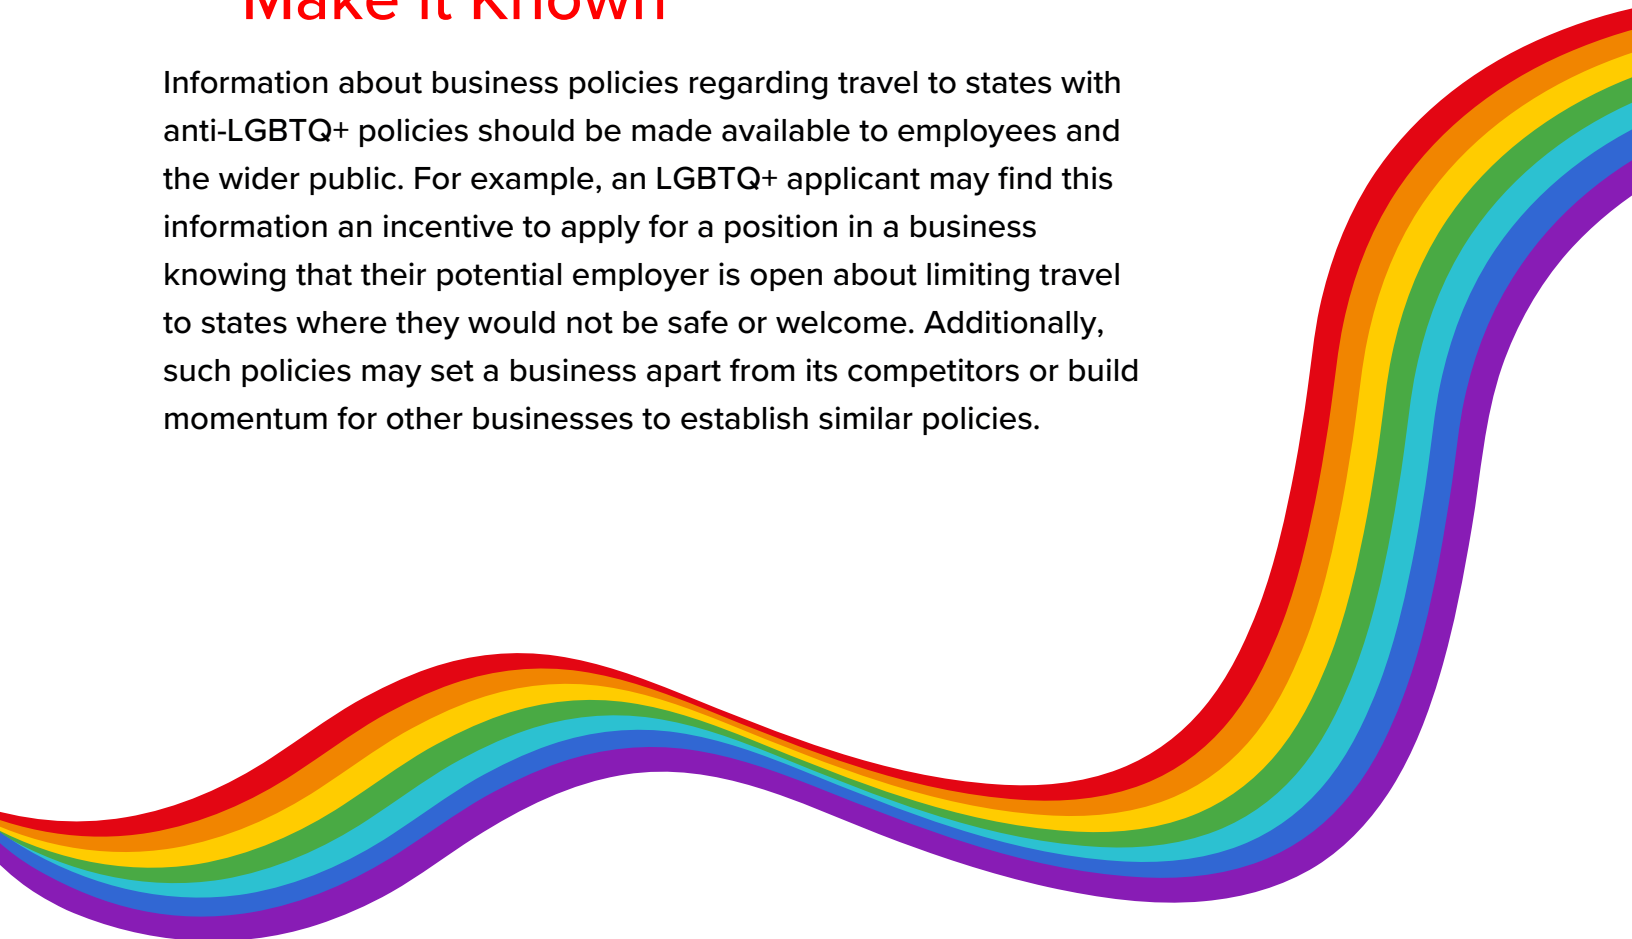 Make it Known
Information about business policies regarding travel to states with
anti-LGBTQ+ policies should be made available to employees and
the wider public. For example, an LGBTQ+ applicant may find this
information an incentive to apply for a position in a business
knowing that their potential employer is open about limiting travel
to states where they would not be safe or welcome. Additionally,
such policies may set a business apart from its competitors or build
momentum for other businesses to establish similar policies.